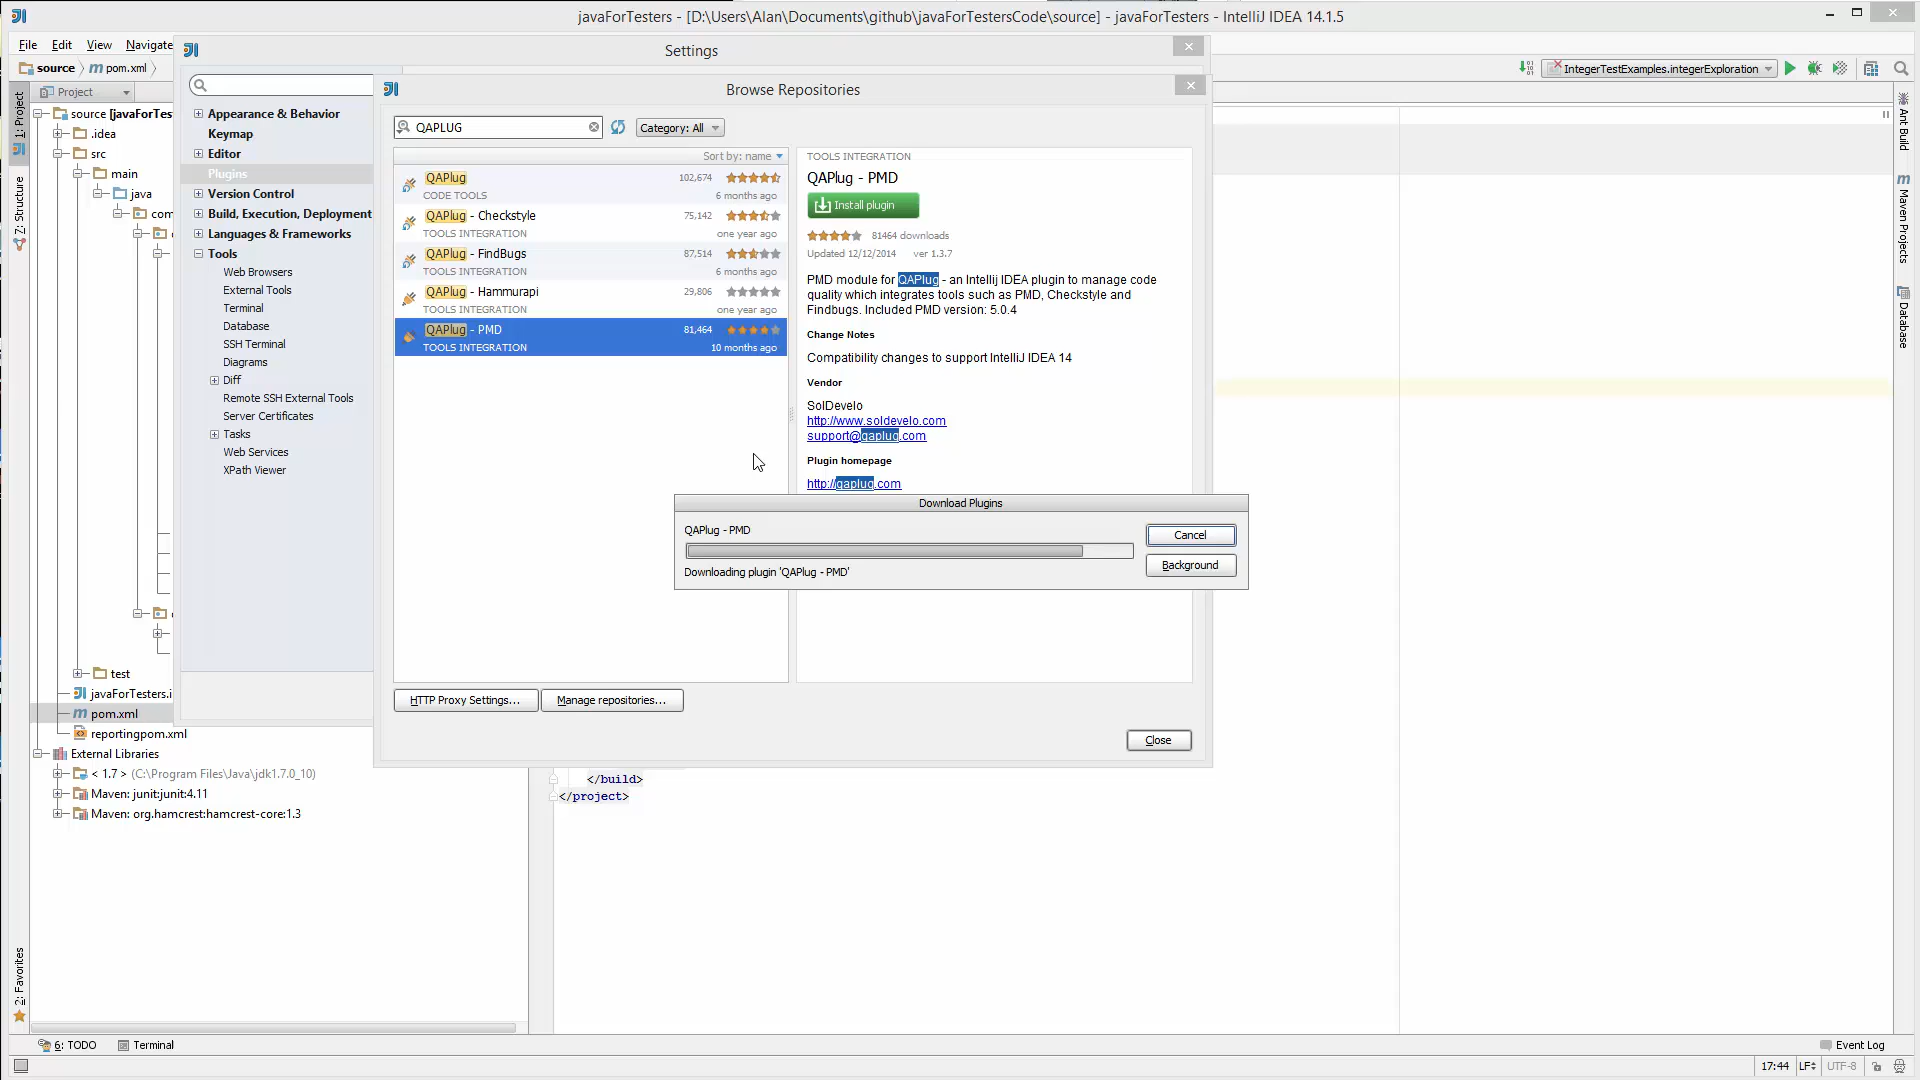 javaForTesters - [D:\Users\Alan\Documents\github\javaForTestersCode\source] - javaForTesters - IntelliJ IDEA 14.1.5
File Edit View Navigate
Settings
source pom.xml
IntegerTestExamples.integerExploration
Browse Repositories
Project
1: Project
Z: Structure
2: Favorites
source [javaForTes
.idea
src
main
java
com
test
javaForTesters.i
pom.xml
reportingpom.xml
External Libraries
< 1.7 > (C:\Program Files\Java\jdk1.7.0_10)
Maven: junit:junit:4.11
Maven: org.hamcrest:hamcrest-core:1.3
Appearance & Behavior
Keymap
Editor
Plugins
Version Control
Build, Execution, Deployment
Languages & Frameworks
Tools
Web Browsers
External Tools
Terminal
Database
SSH Terminal
Diagrams
Diff
Remote SSH External Tools
Server Certificates
Tasks
Web Services
XPath Viewer
QAPLUG
Category: All
Sort by: name
QAPlug 102,674
CODE TOOLS 6 months ago
QAPlug - Checkstyle 75,142
TOOLS INTEGRATION one year ago
QAPlug - FindBugs 87,514
TOOLS INTEGRATION 6 months ago
QAPlug - Hammurapi 29,806
TOOLS INTEGRATION one year ago
QAPlug - PMD 81,464
TOOLS INTEGRATION 10 months ago
TOOLS INTEGRATION
QAPlug - PMD
Install plugin
81464 downloads
Updated 12/12/2014 ver 1.3.7
PMD module for QAPlug - an Intellij IDEA plugin to manage code
quality which integrates tools such as PMD, Checkstyle and
Findbugs. Included PMD version: 5.0.4
Change Notes
Compatibility changes to support IntelliJ IDEA 14
Vendor
SolDevelo
http://www.soldevelo.com
support@qaplug.com
Plugin homepage
http://qaplug.com
Download Plugins
QAPlug - PMD
Cancel
Downloading plugin 'QAPlug - PMD'
Background
HTTP Proxy Settings...
Manage repositories...
Close
</build>
</project>
Ant Build
Maven Projects
Database
6: TODO
Terminal
Event Log
17:44 LF UTF-8